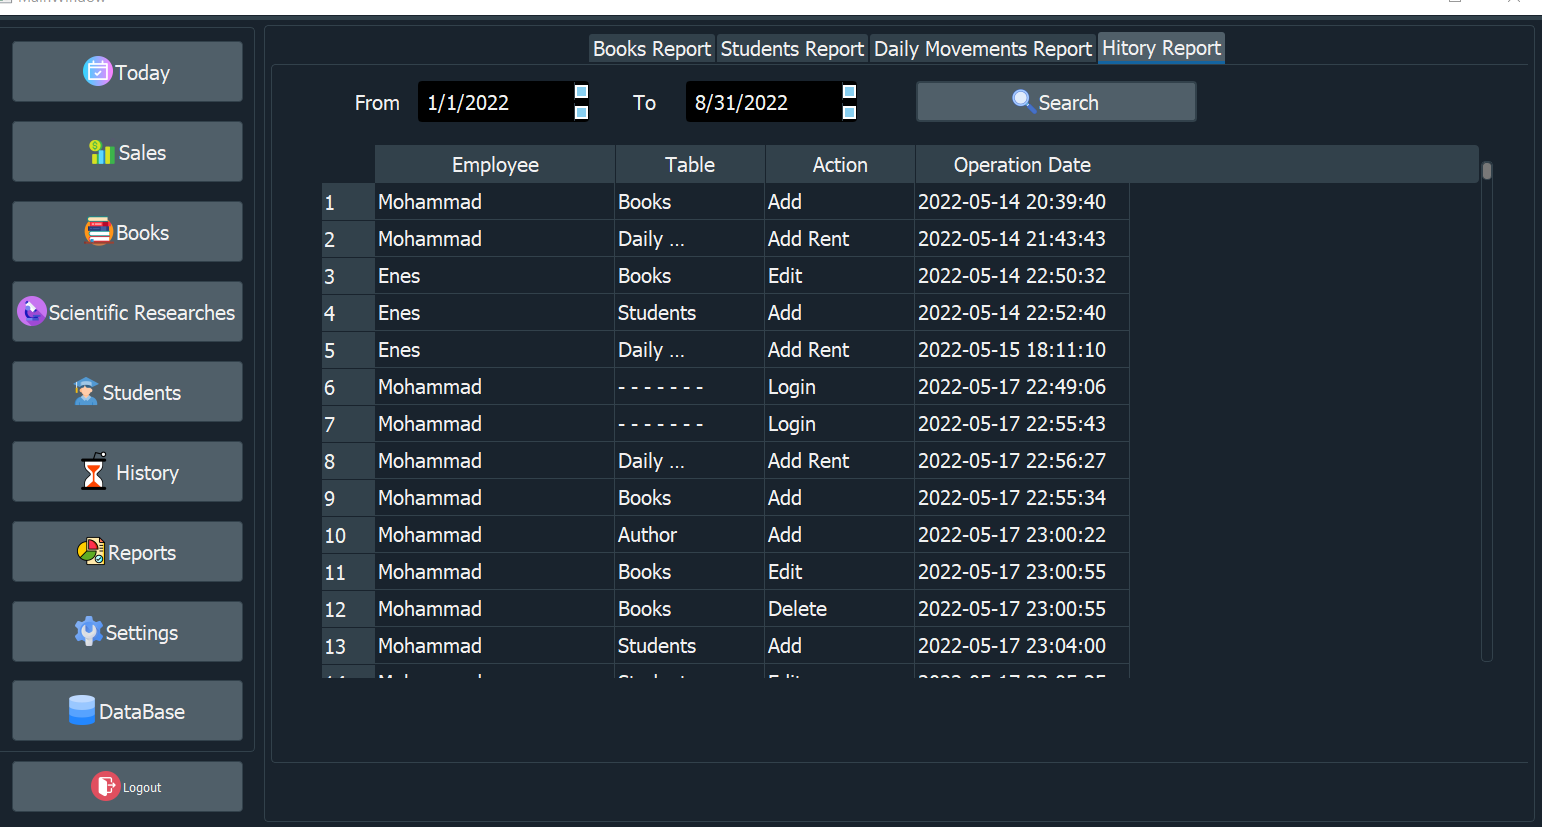 MainWindow
Today
Sales
Books
Scientific Researches
Students
History
Reports
Settings
DataBase
Logout
Books Report Students Report Daily Movements Report Hitory Report
From 1/1/2022 To 8/31/2022 Search
Employee Table Action Operation Date
1 Mohammad Books Add 2022-05-14 20:39:40
2 Mohammad Daily ... Add Rent 2022-05-14 21:43:43
3 Enes Books Edit 2022-05-14 22:50:32
4 Enes Students Add 2022-05-14 22:52:40
5 Enes Daily ... Add Rent 2022-05-15 18:11:10
6 Mohammad - - - - - - - Login 2022-05-17 22:49:06
7 Mohammad - - - - - - - Login 2022-05-17 22:55:43
8 Mohammad Daily ... Add Rent 2022-05-17 22:56:27
9 Mohammad Books Add 2022-05-17 22:55:34
10 Mohammad Author Add 2022-05-17 23:00:22
11 Mohammad Books Edit 2022-05-17 23:00:55
12 Mohammad Books Delete 2022-05-17 23:00:55
13 Mohammad Students Add 2022-05-17 23:04:00